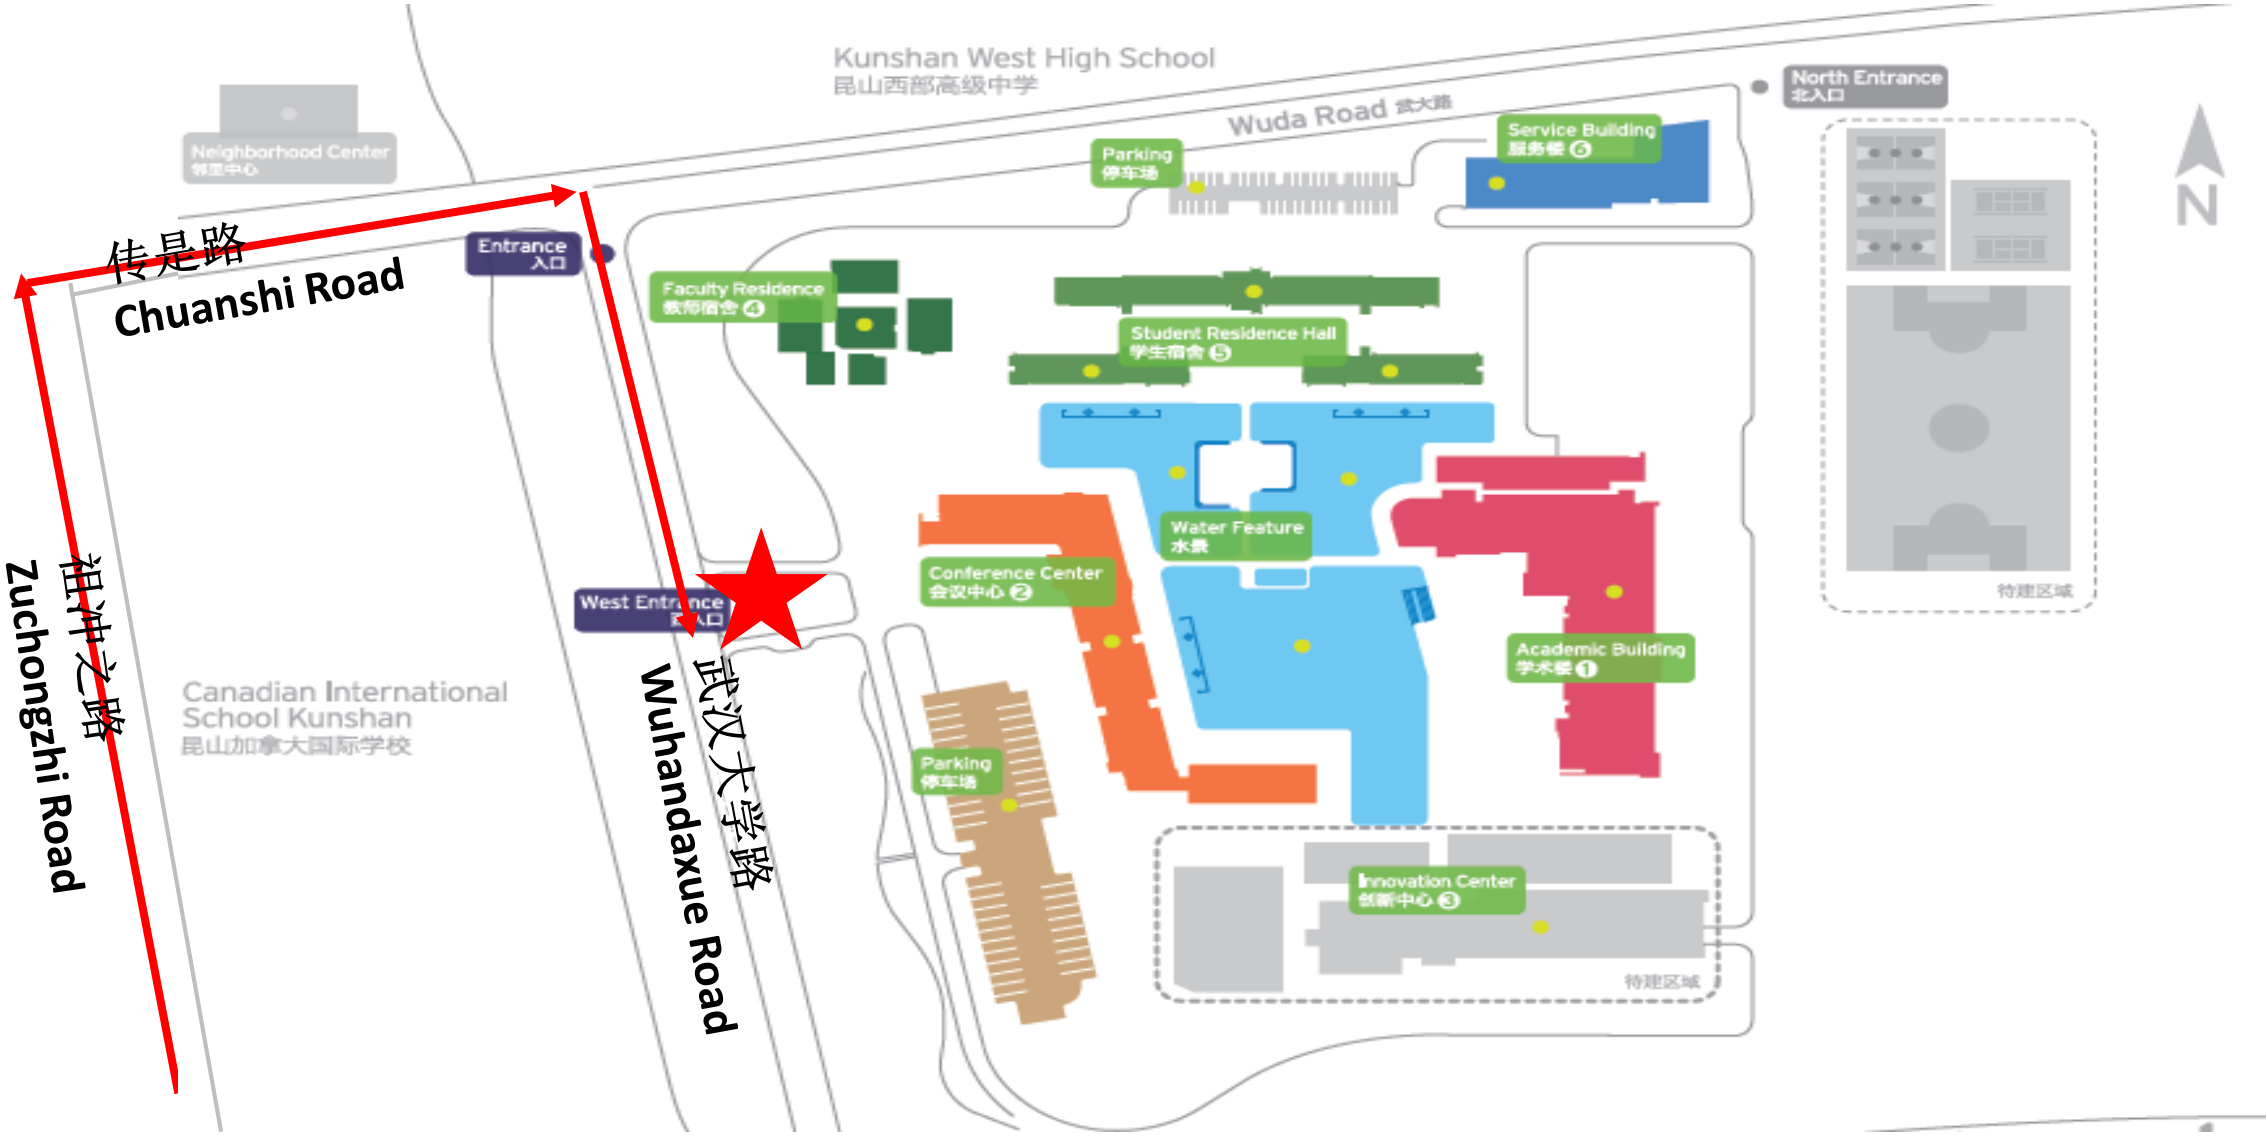 Kunshan West High School
昆山西部高级中学
North Entrance
北入口
Wuda Road 武大路
Service Building
服务楼 6
Parking
停车场
Neighborhood Center
邻里中心
N
传是路
Chuanshi Road
Entrance
入口
Faculty Residence
教师宿舍 4
Student Residence Hall
学生宿舍 5
Water Feature
水景
Conference Center
会议中心 2
West Entrance
西入口
待建区域
Academic Building
学术楼 1
祖冲之路
Zuchongzhi Road
Canadian International
School Kunshan
昆山加拿大国际学校
武汉大学路
Wuhandaxue Road
Parking
停车场
Innovation Center
创新中心 3
待建区域